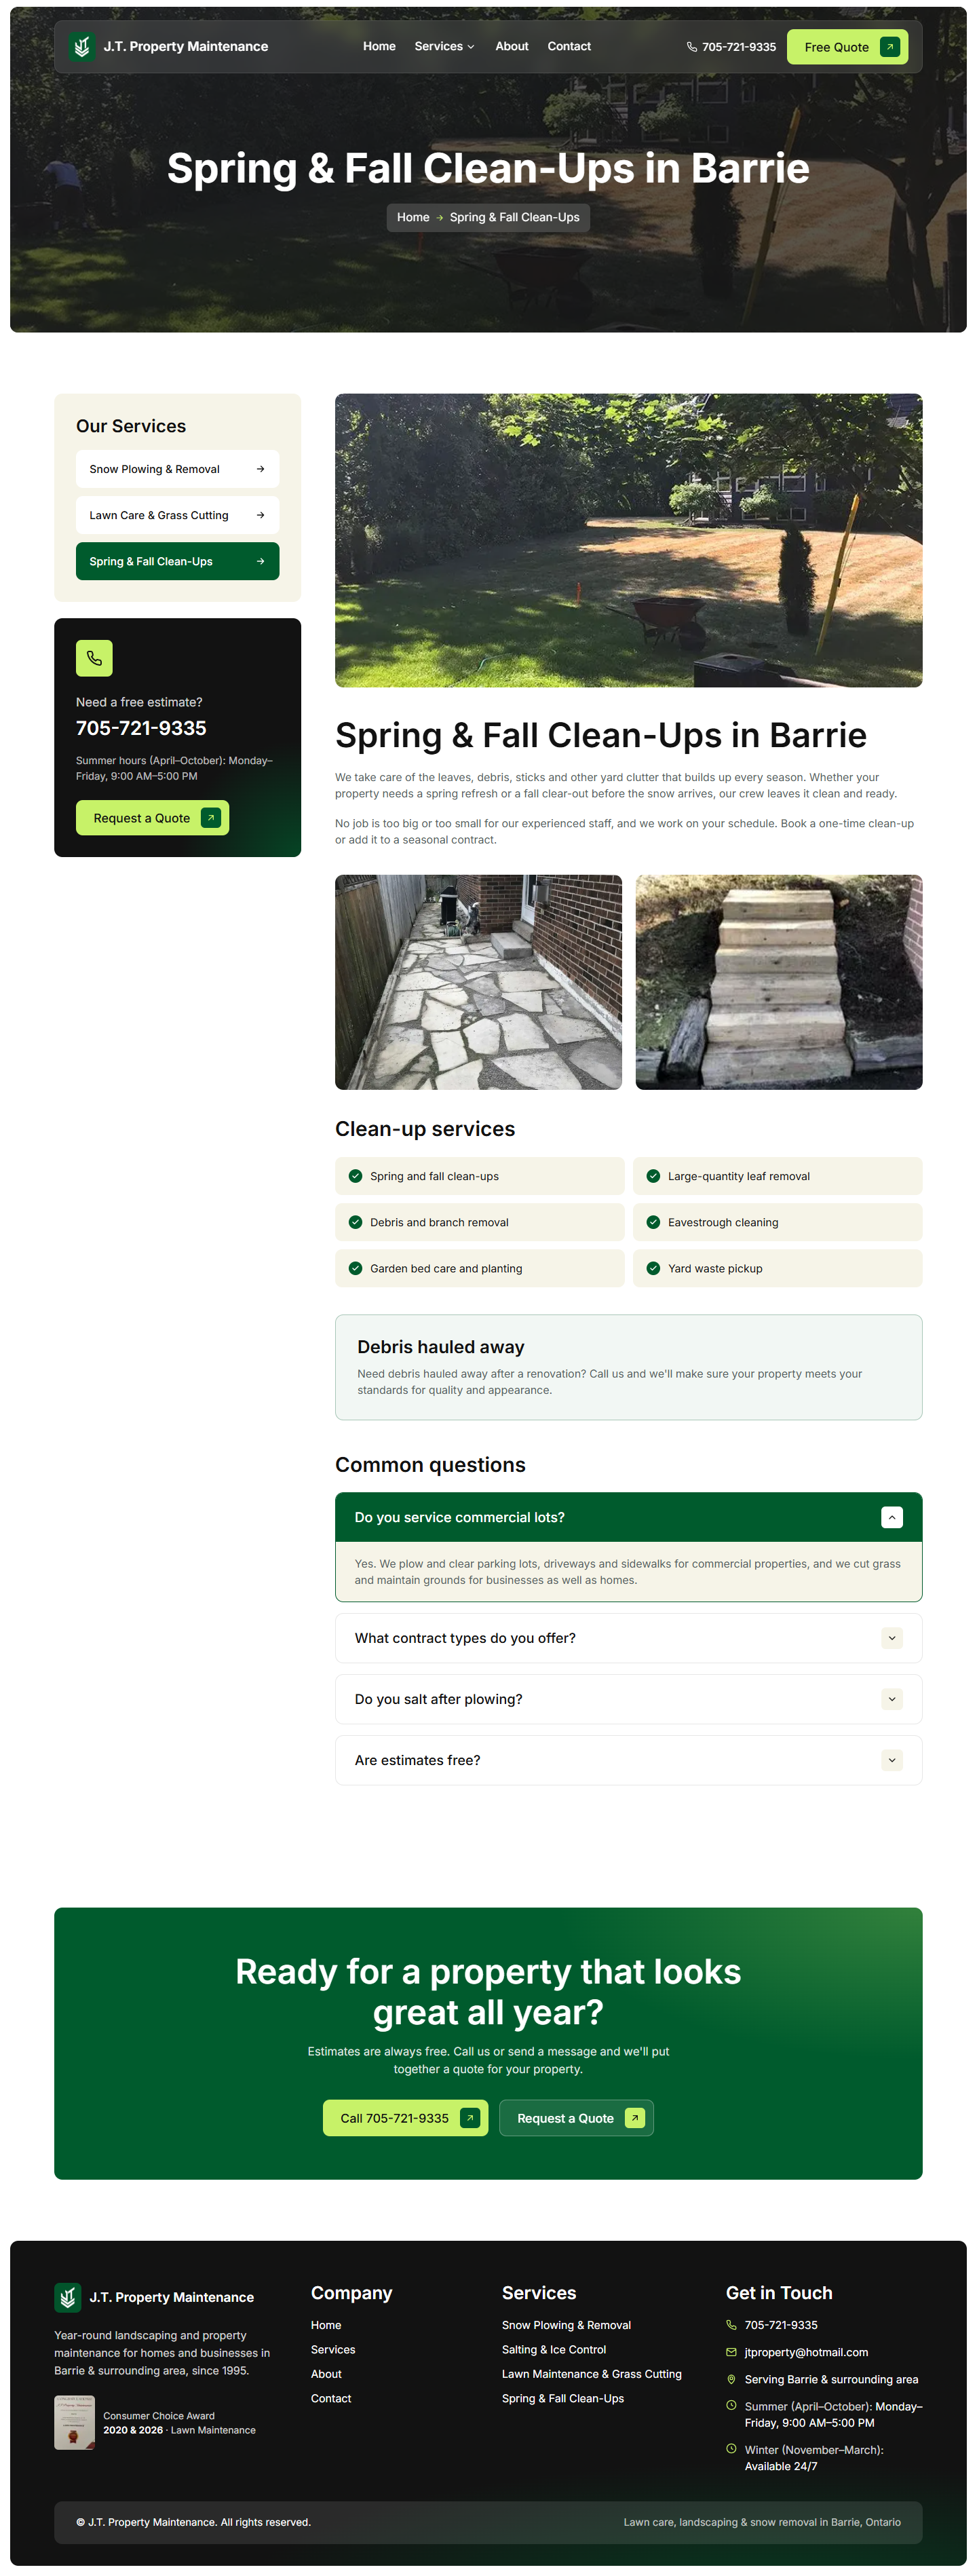 J.T. Property Maintenance
Home
Services
About
Contact
705-721-9335
Free Quote
Spring & Fall Clean-Ups in Barrie
Home → Spring & Fall Clean-Ups
Our Services
Snow Plowing & Removal
Lawn Care & Grass Cutting
Spring & Fall Clean-Ups
Need a free estimate?
705-721-9335
Summer hours (April–October): Monday–
Friday, 9:00 AM–5:00 PM
Request a Quote
Spring & Fall Clean-Ups in Barrie
We take care of the leaves, debris, sticks and other yard clutter that builds up every season. Whether your
property needs a spring refresh or a fall clear-out before the snow arrives, our crew leaves it clean and ready.
No job is too big or too small for our experienced staff, and we work on your schedule. Book a one-time clean-up
or add it to a seasonal contract.
Clean-up services
Spring and fall clean-ups
Large-quantity leaf removal
Debris and branch removal
Eavestrough cleaning
Garden bed care and planting
Yard waste pickup
Debris hauled away
Need debris hauled away after a renovation? Call us and we'll make sure your property meets your
standards for quality and appearance.
Common questions
Do you service commercial lots?
Yes. We plow and clear parking lots, driveways and sidewalks for commercial properties, and we cut grass
and maintain grounds for businesses as well as homes.
What contract types do you offer?
Do you salt after plowing?
Are estimates free?
Ready for a property that looks
great all year?
Estimates are always free. Call us or send a message and we'll put
together a quote for your property.
Call 705-721-9335
Request a Quote
J.T. Property Maintenance
Year-round landscaping and property
maintenance for homes and businesses in
Barrie & surrounding area, since 1995.
Consumer Choice Award
2020 & 2026 · Lawn Maintenance
Company
Home
Services
About
Contact
Services
Snow Plowing & Removal
Salting & Ice Control
Lawn Maintenance & Grass Cutting
Spring & Fall Clean-Ups
Get in Touch
705-721-9335
jtproperty@hotmail.com
Serving Barrie & surrounding area
Summer (April–October): Monday–
Friday, 9:00 AM–5:00 PM
Winter (November–March):
Available 24/7
© J.T. Property Maintenance. All rights reserved.
Lawn care, landscaping & snow removal in Barrie, Ontario